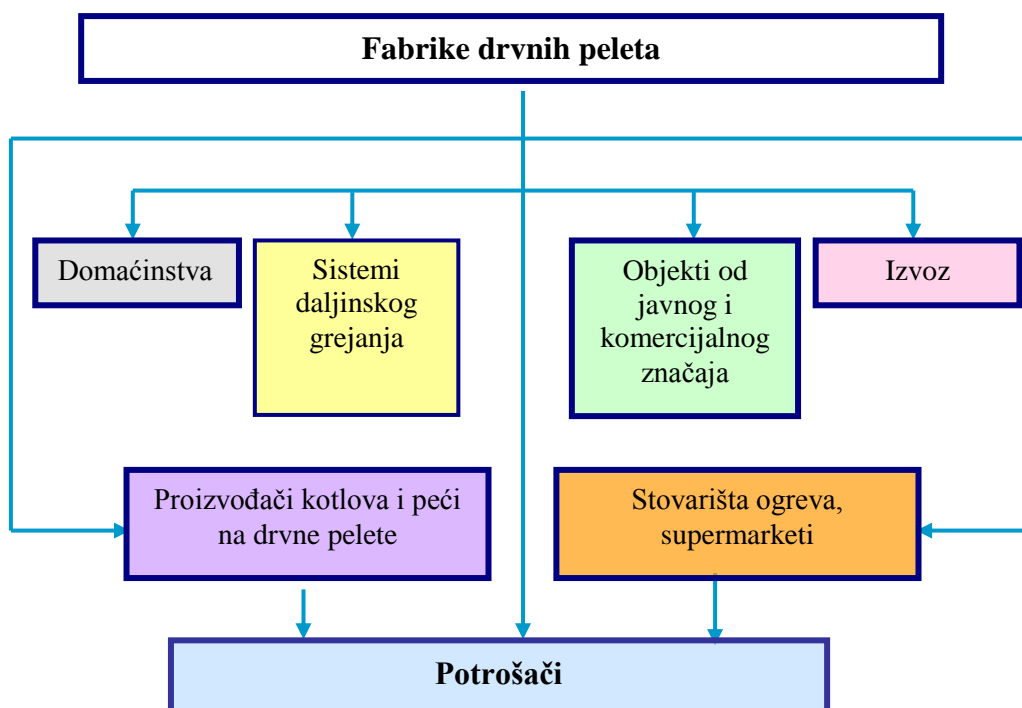 Fabrike drvnih peleta
Domaćinstva
Sistemi
daljinskog
grejanja
Objekti od
javnog i
komercijalnog
značaja
Izvoz
Proizvođači kotlova i peći
na drvne pelete
Stovarišta ogreva,
supermarketi
Potrošači